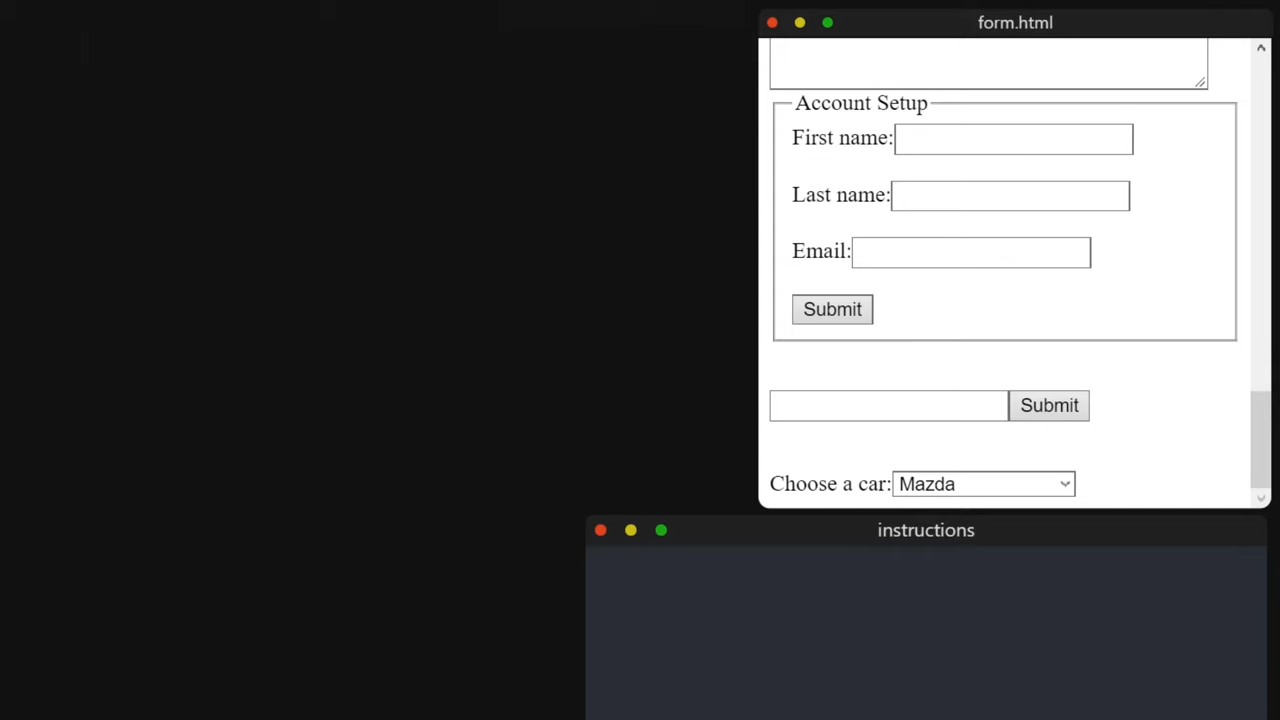 form.html
Account Setup
First name:
Last name:
Email:
Submit
Submit
Choose a car: Mazda
instructions